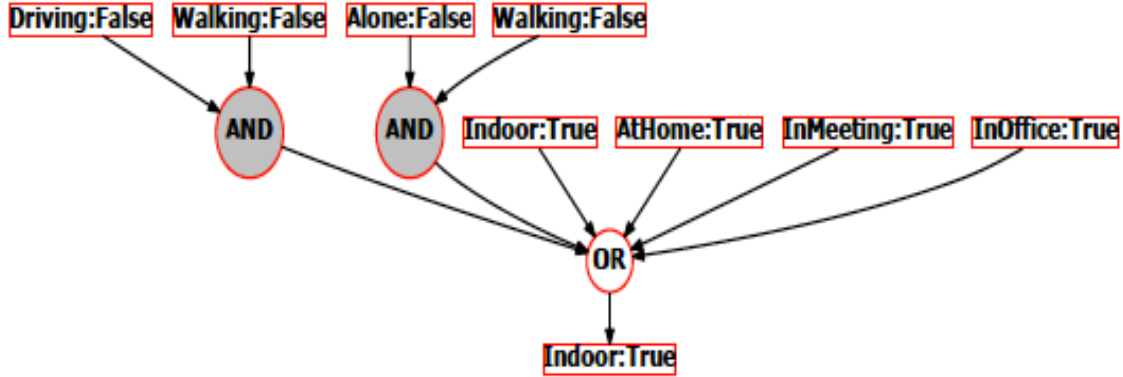 Driving:False Walking:False Alone:False Walking:False
AND AND Indoor:True AtHome:True InMeeting:True InOffice:True
OR
Indoor:True